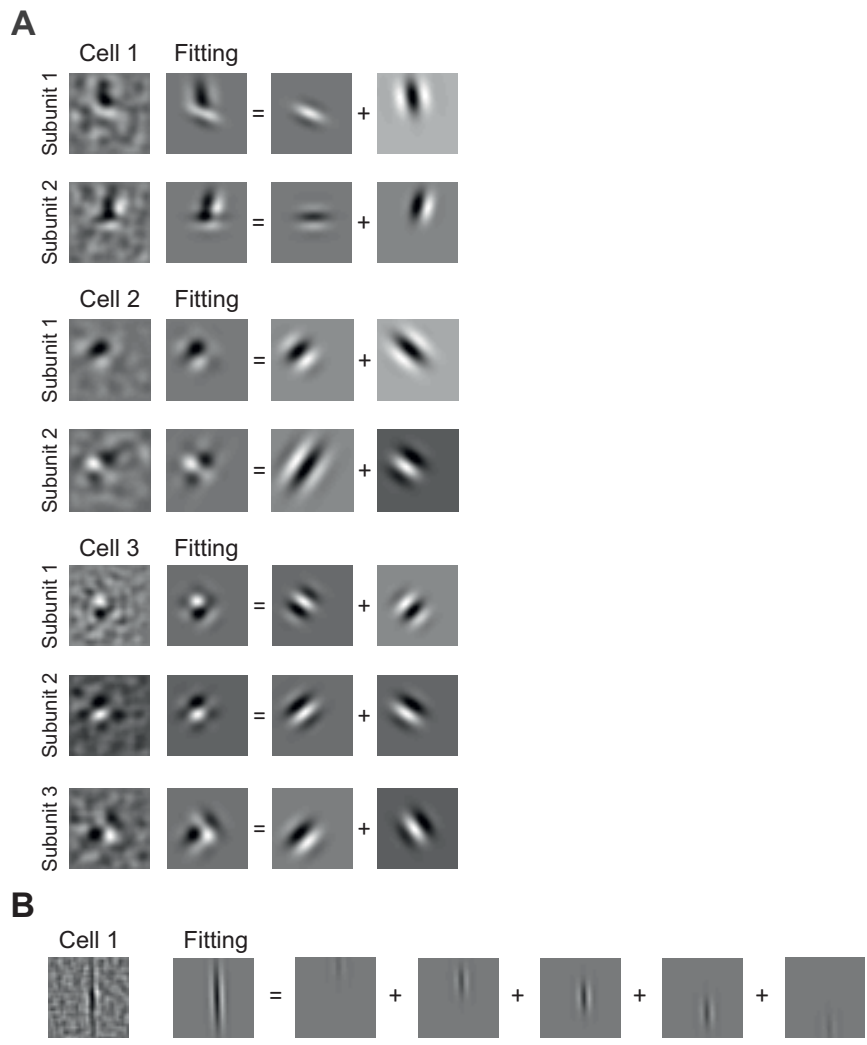 A
Cell 1 Fitting
Subunit 1
= +
Subunit 2
= +
Cell 2 Fitting
Subunit 1
= +
Subunit 2
= +
Cell 3 Fitting
Subunit 1
= +
Subunit 2
= +
Subunit 3
= +
B
Cell 1 Fitting
= + + + +